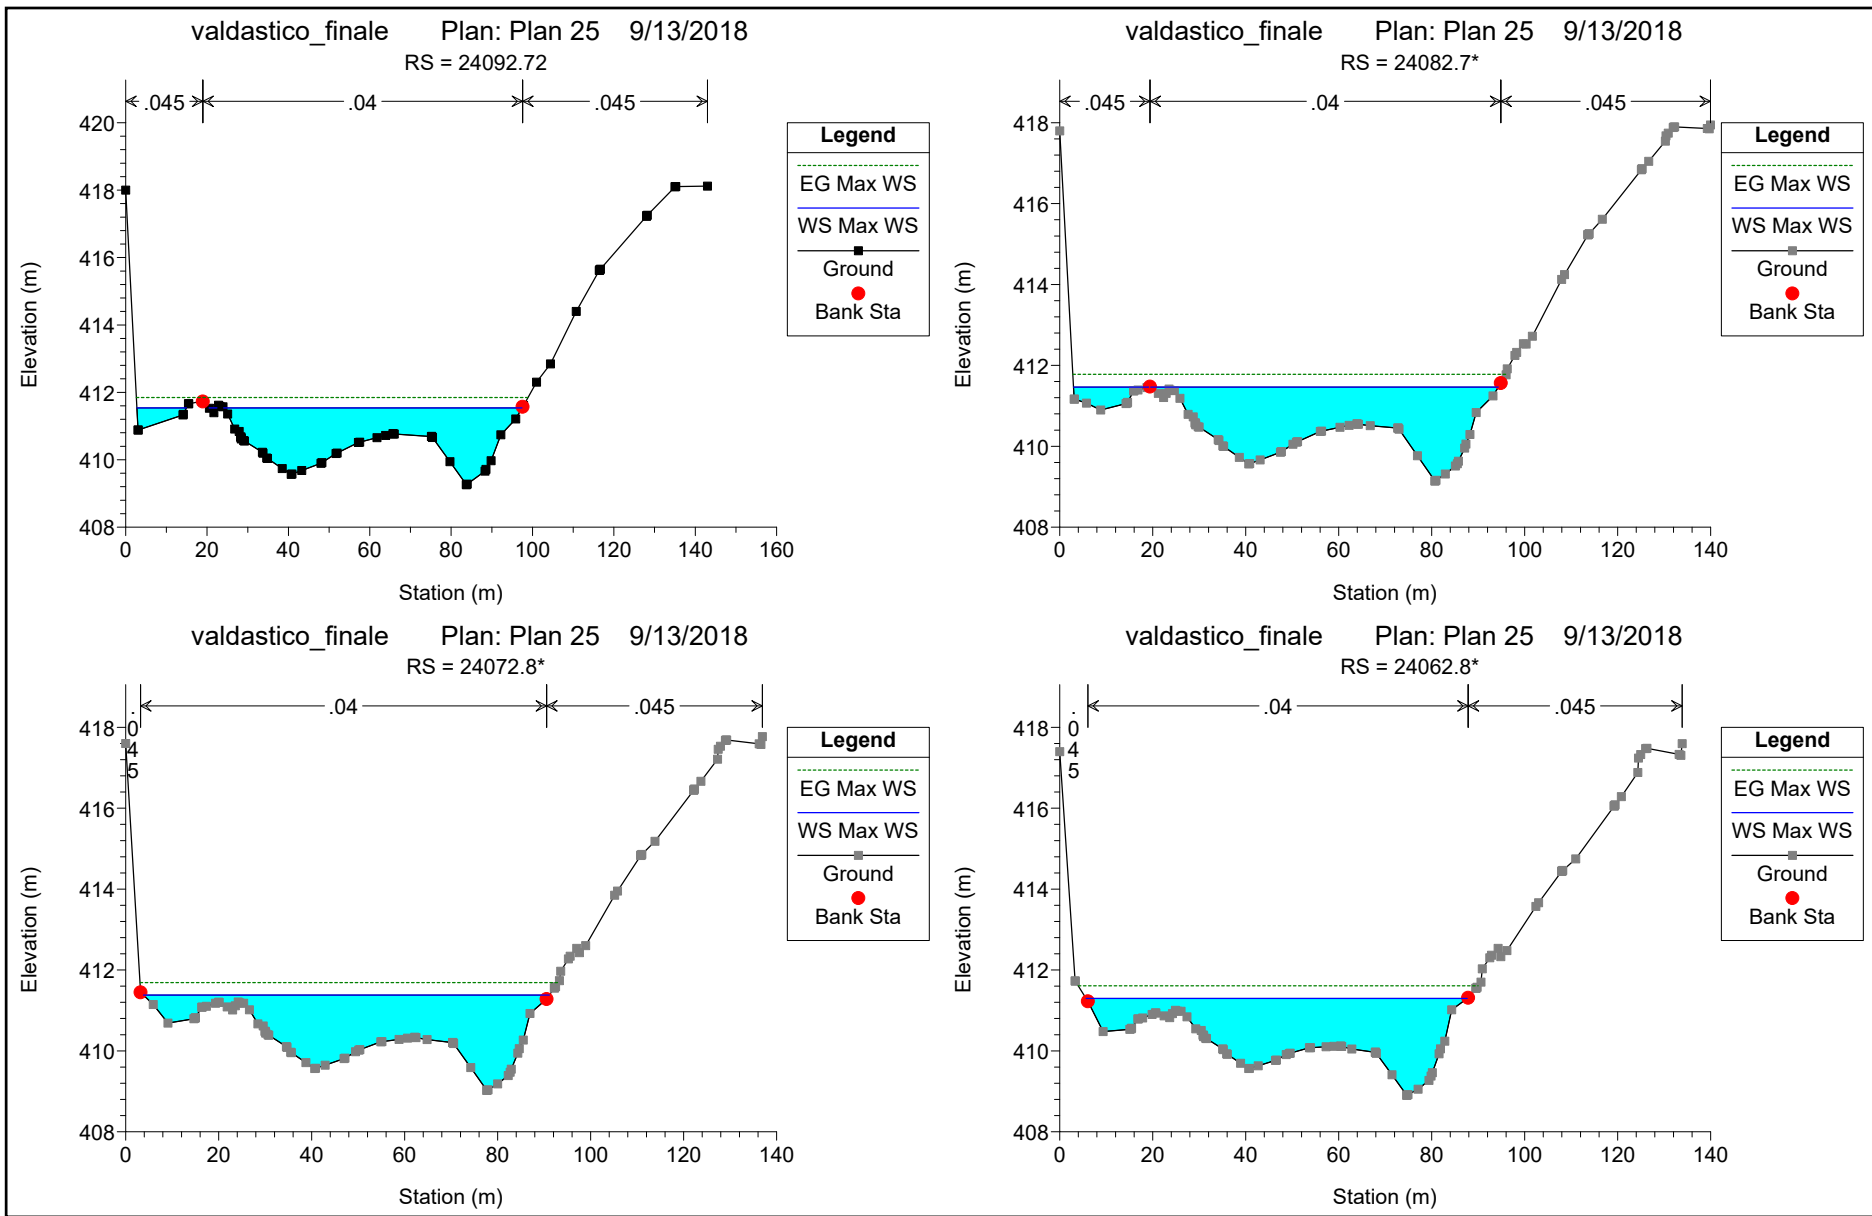 valdastico_finale Plan: Plan 25 9/13/2018
RS = 24092.72
.045 .04 .045
420
418
416
414
412
410
408
0 20 40 60 80 100 120 140 160
Elevation (m)
Station (m)
Legend
EG Max WS
WS Max WS
Ground
Bank Sta
valdastico_finale Plan: Plan 25 9/13/2018
RS = 24082.7*
.045 .04 .045
418
416
414
412
410
408
0 20 40 60 80 100 120 140
Elevation (m)
Station (m)
Legend
EG Max WS
WS Max WS
Ground
Bank Sta
valdastico_finale Plan: Plan 25 9/13/2018
RS = 24072.8*
.045 .04 .045
418
416
414
412
410
408
0 20 40 60 80 100 120 140
Elevation (m)
Station (m)
Legend
EG Max WS
WS Max WS
Ground
Bank Sta
valdastico_finale Plan: Plan 25 9/13/2018
RS = 24062.8*
.045 .04 .045
418
416
414
412
410
408
0 20 40 60 80 100 120 140
Elevation (m)
Station (m)
Legend
EG Max WS
WS Max WS
Ground
Bank Sta